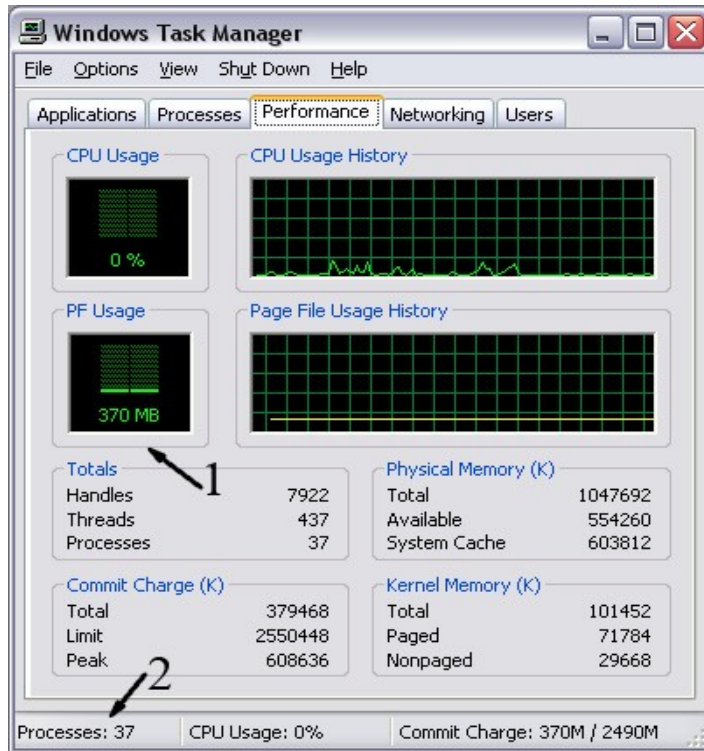 Windows Task Manager
File Options View Shut Down Help
Applications Processes Performance Networking Users
CPU Usage CPU Usage History
0 %
PF Usage Page File Usage History
370 MB
1
Totals
Handles 7922
Threads 437
Processes 37
Physical Memory (K)
Total 1047692
Available 554260
System Cache 603812
Commit Charge (K)
Total 379468
Limit 2550448
Peak 608636
Kernel Memory (K)
Total 101452
Paged 71784
Nonpaged 29668
2
Processes: 37 CPU Usage: 0% Commit Charge: 370M / 2490M